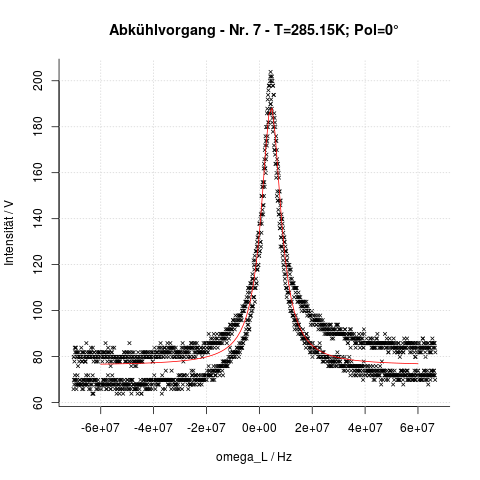 Abkühlvorgang - Nr. 7 - T=285.15K; Pol=0°
Intensität / V
200
180
160
140
120
100
80
60
-6e+07 -4e+07 -2e+07 0e+00 2e+07 4e+07 6e+07
omega_L / Hz